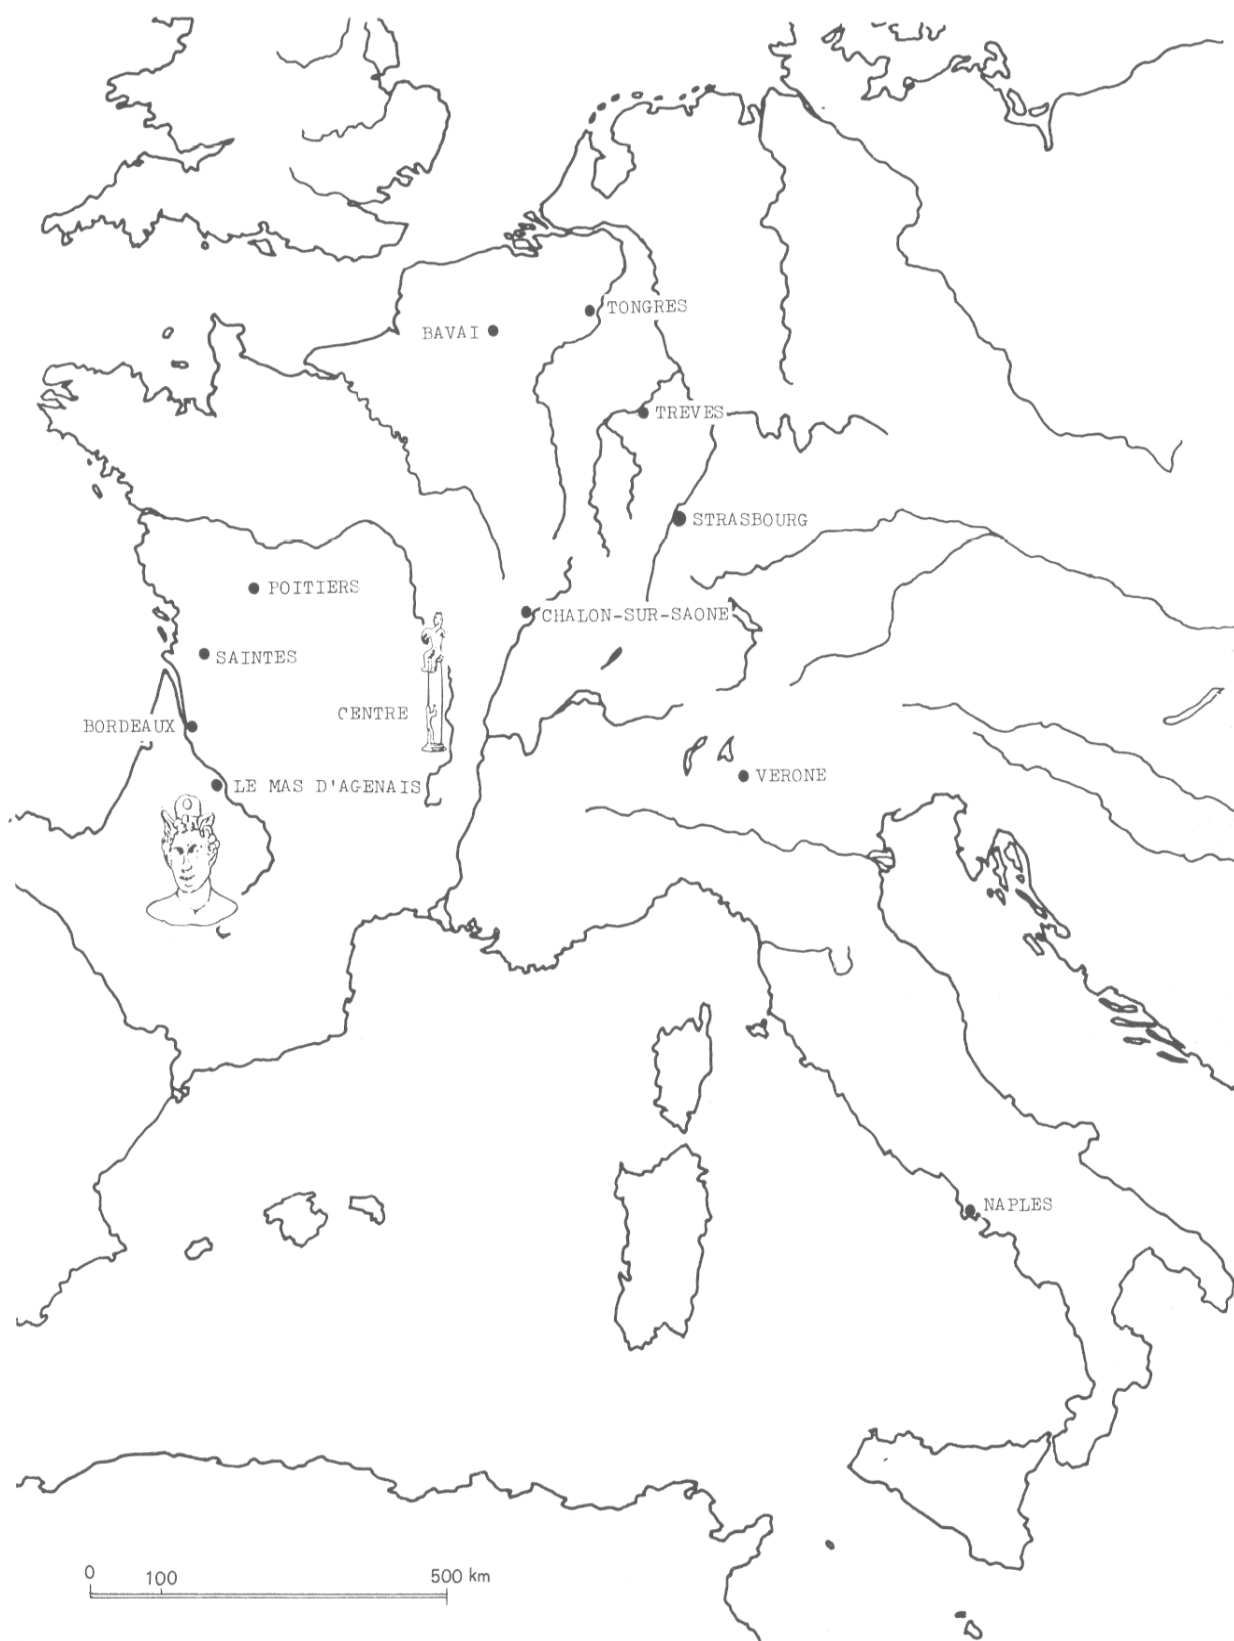 TONGRES
BAVAI
TREVES
STRASBOURG
POITIERS
CHALON-SUR-SAONE
SAINTES
CENTRE
BORDEAUX
VERONE
LE MAS D'AGENAIS
NAPLES
0 100 500 km